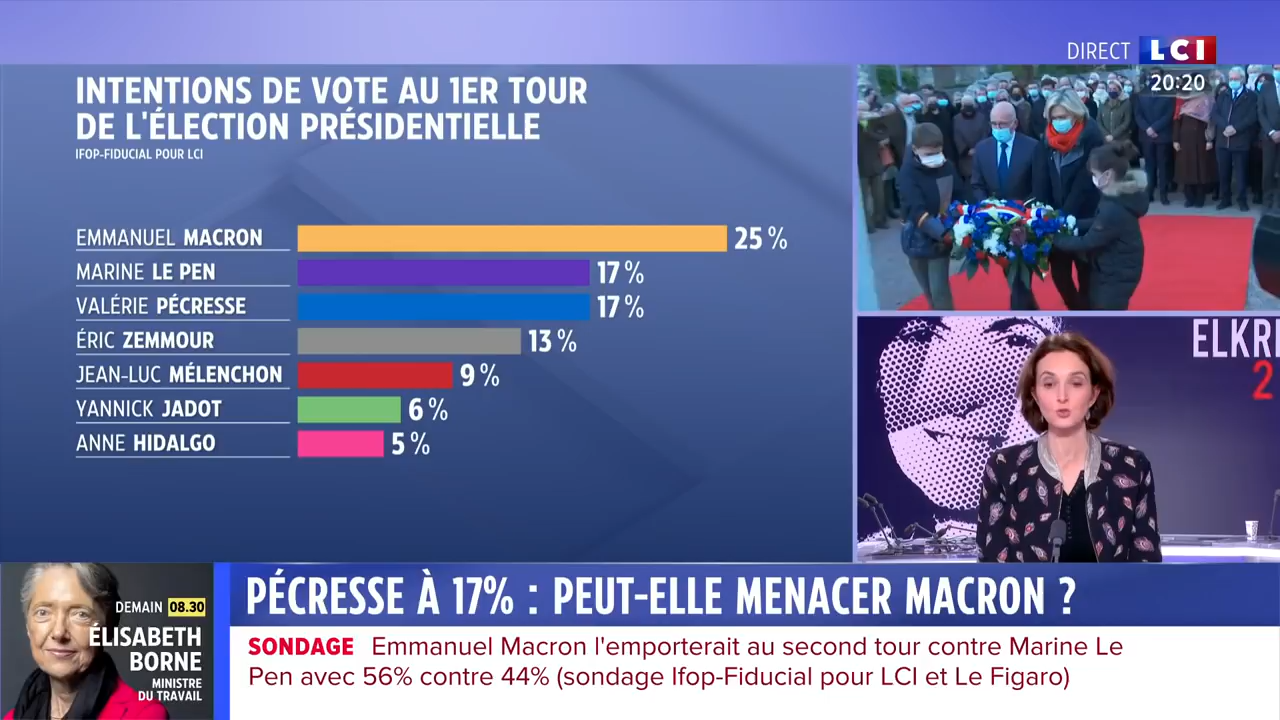 DIRECT LCI
20:20
INTENTIONS DE VOTE AU 1ER TOUR
DE L'ÉLECTION PRÉSIDENTIELLE
IFOP-FIDUCIAL POUR LCI
EMMANUEL MACRON 25 %
MARINE LE PEN 17 %
VALÉRIE PÉCRESSE 17 %
ÉRIC ZEMMOUR 13 %
JEAN-LUC MÉLENCHON 9 %
YANNICK JADOT 6 %
ANNE HIDALGO 5 %
ELKRI
2
DEMAIN 08.30
ÉLISABETH
BORNE
MINISTRE
DU TRAVAIL
PÉCRESSE À 17% : PEUT-ELLE MENACER MACRON ?
SONDAGE Emmanuel Macron l'emporterait au second tour contre Marine Le
Pen avec 56% contre 44% (sondage Ifop-Fiducial pour LCI et Le Figaro)